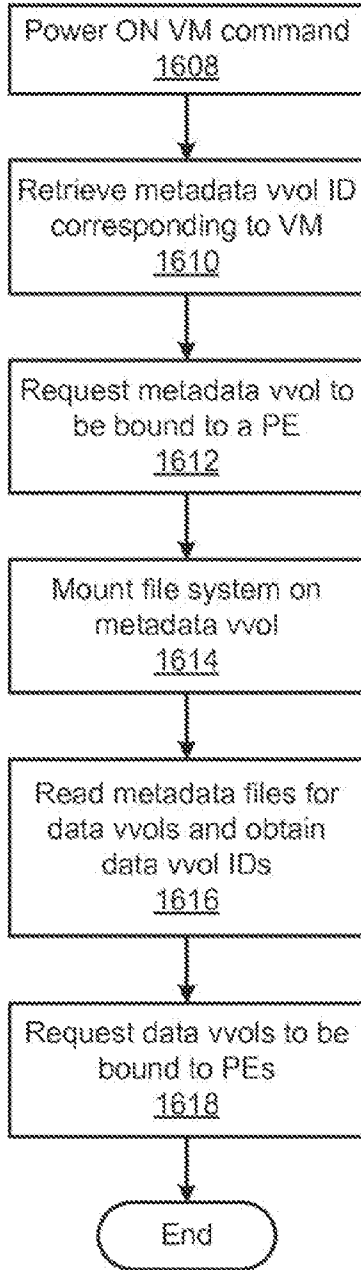 Power ON VM command
1608
Retrieve metadata vvol ID
corresponding to VM
1610
Request metadata vvol to
be bound to a PE
1612
Mount file system on
metadata vvol
1614
Read metadata files for
data vvols and obtain
data vvol IDs
1616
Request data vvols to be
bound to PEs
1618
End